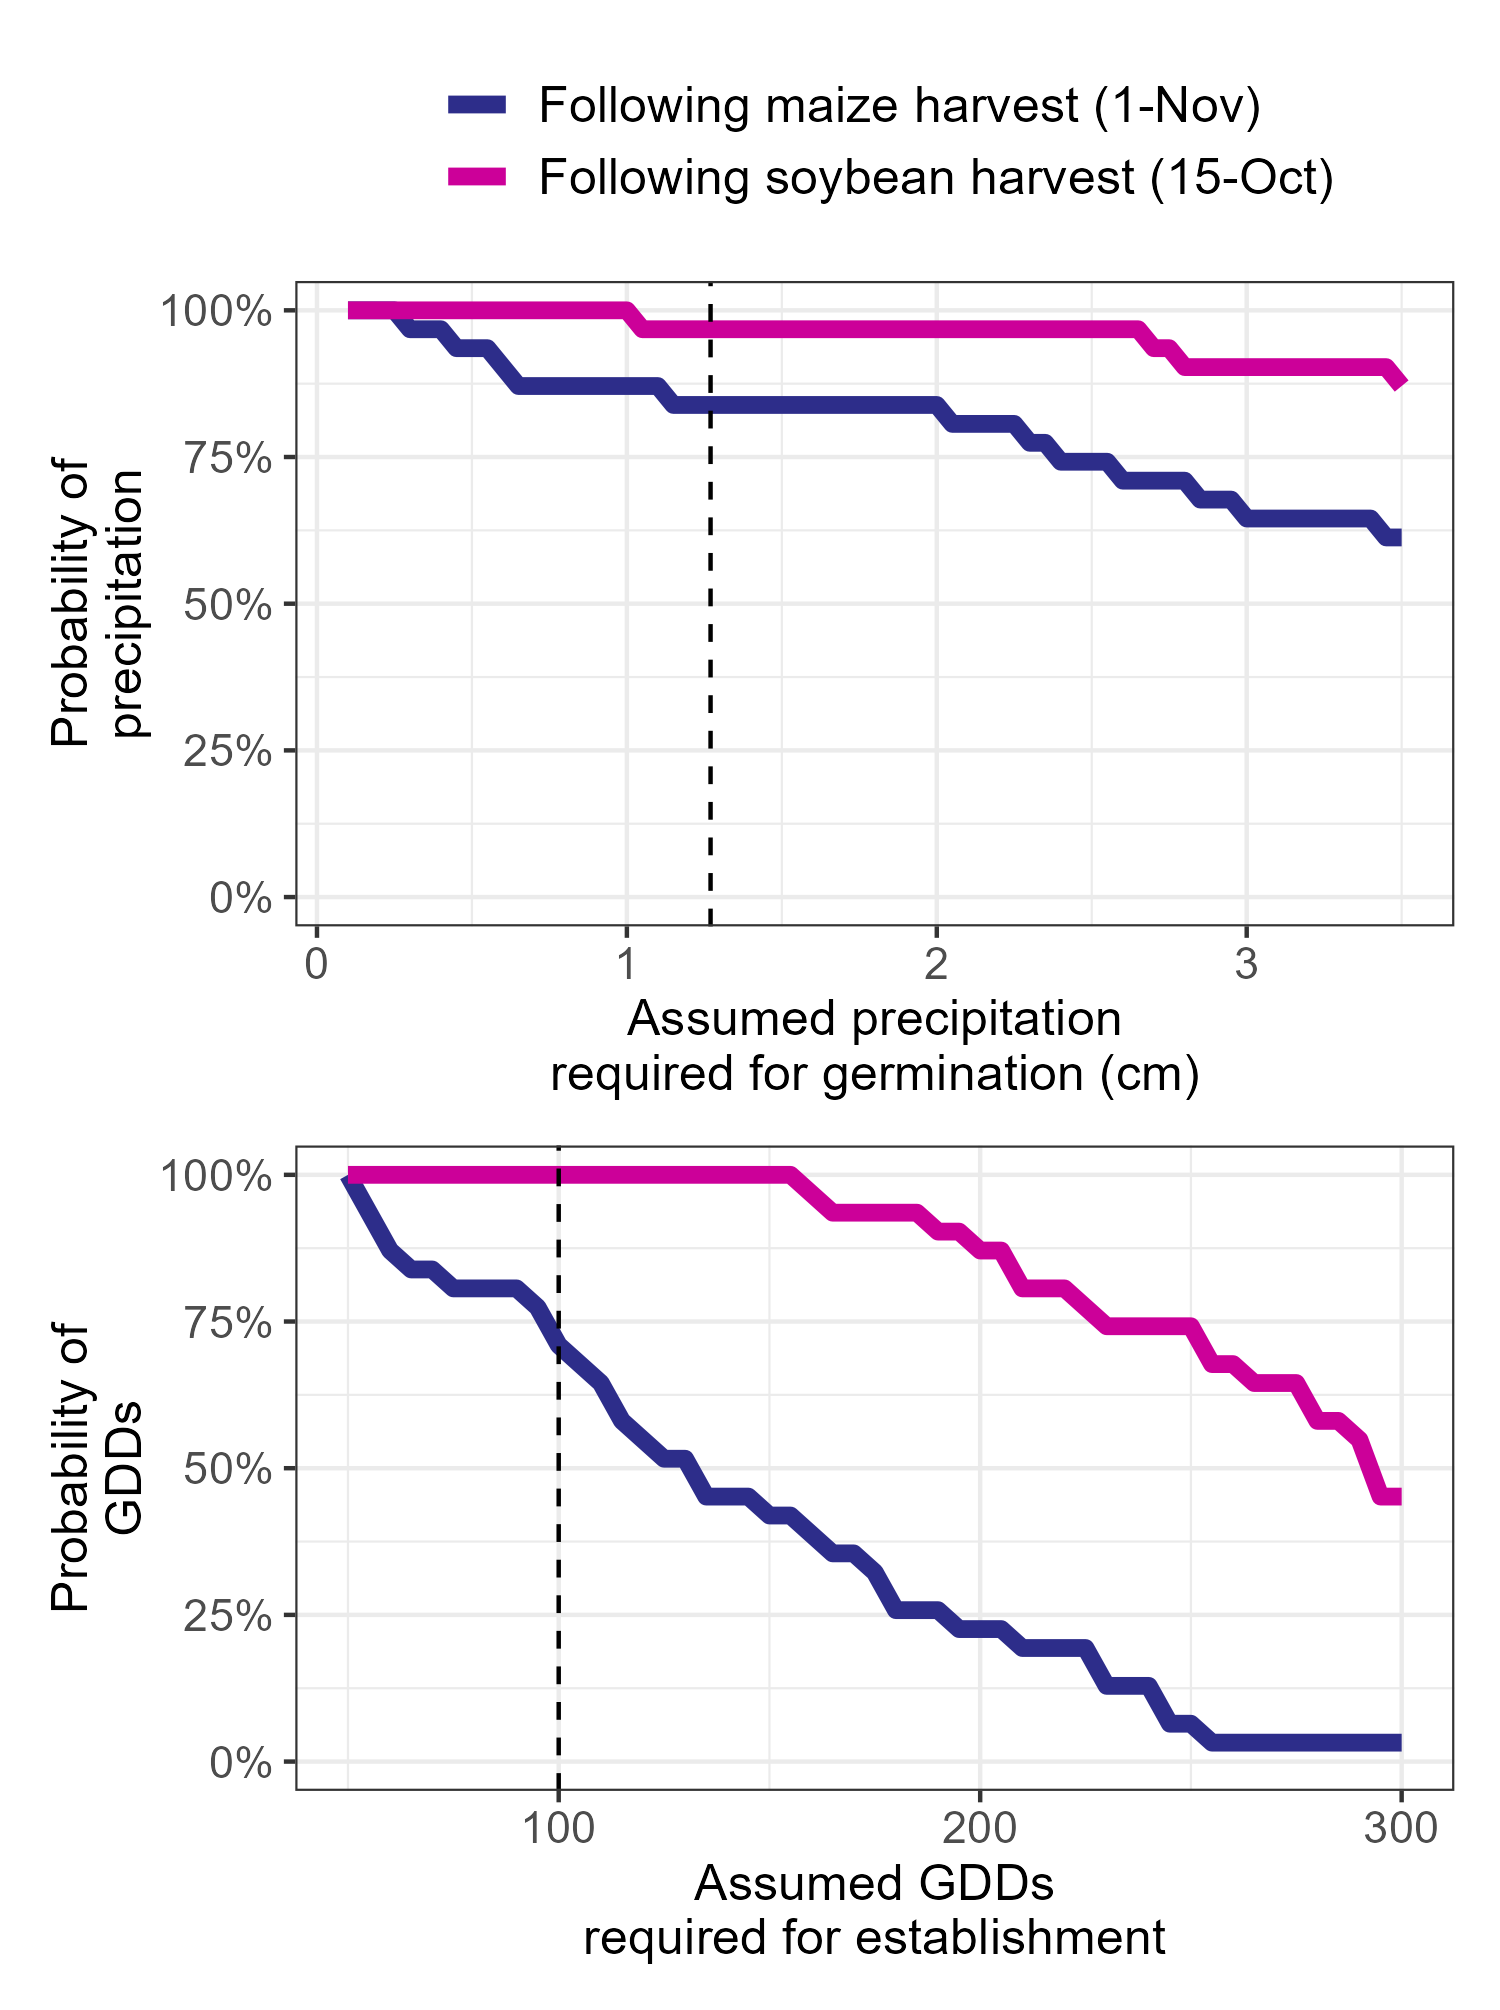 Following maize harvest (1-Nov)
Following soybean harvest (15-Oct)
Probability of
precipitation
100%
75%
50%
25%
0%
0 1 2 3
Assumed precipitation
required for germination (cm)
Probability of
GDDs
100%
75%
50%
25%
0%
100 200 300
Assumed GDDs
required for establishment